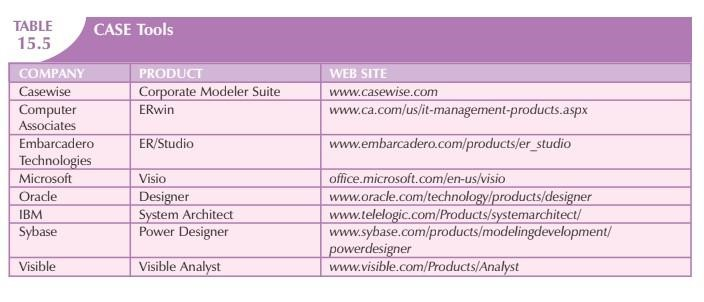 TABLE
15.5
CASE Tools
COMPANY PRODUCT WEB SITE
Casewise Corporate Modeler Suite www.casewise.com
Computer ERwin www.ca.com/us/it-management-products.aspx
Associates
Embarcadero ER/Studio www.embarcadero.com/products/er_studio
Technologies
Microsoft Visio office.microsoft.com/en-us/visio
Oracle Designer www.oracle.com/technology/products/designer
IBM System Architect www.telelogic.com/Products/systemarchitect/
Sybase Power Designer www.sybase.com/products/modelingdevelopment/
powerdesigner
Visible Visible Analyst www.visible.com/Products/Analyst